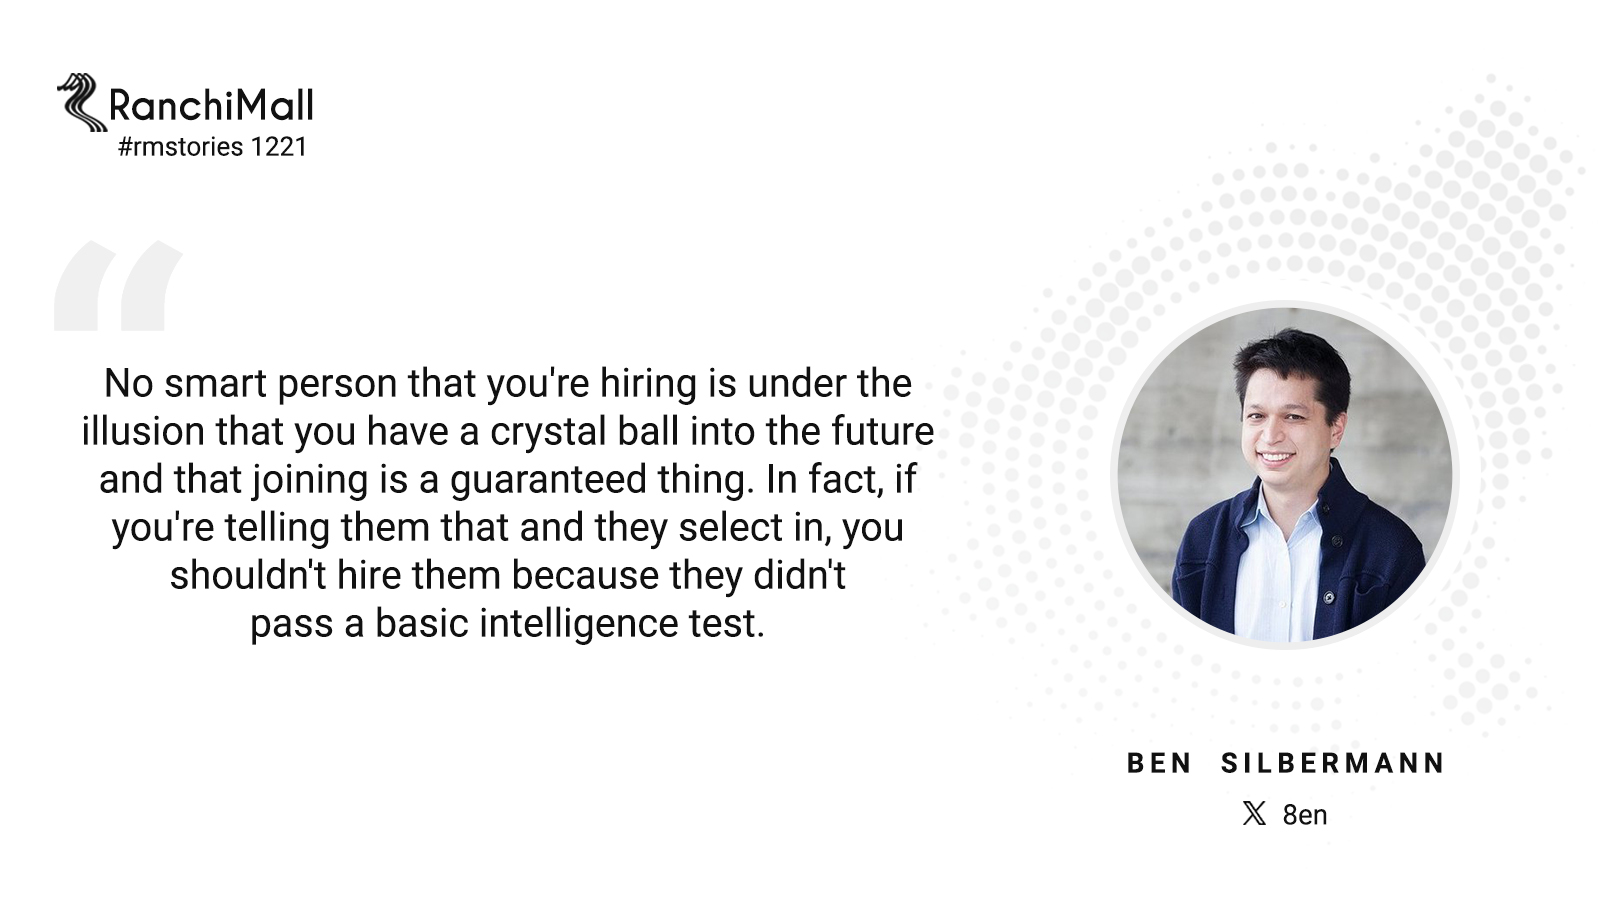 RanchiMall
#rmstories 1221
“
No smart person that you're hiring is under the
illusion that you have a crystal ball into the future
and that joining is a guaranteed thing. In fact, if
you're telling them that and they select in, you
shouldn't hire them because they didn't
pass a basic intelligence test.
BEN SILBERMANN
𝕏 8en